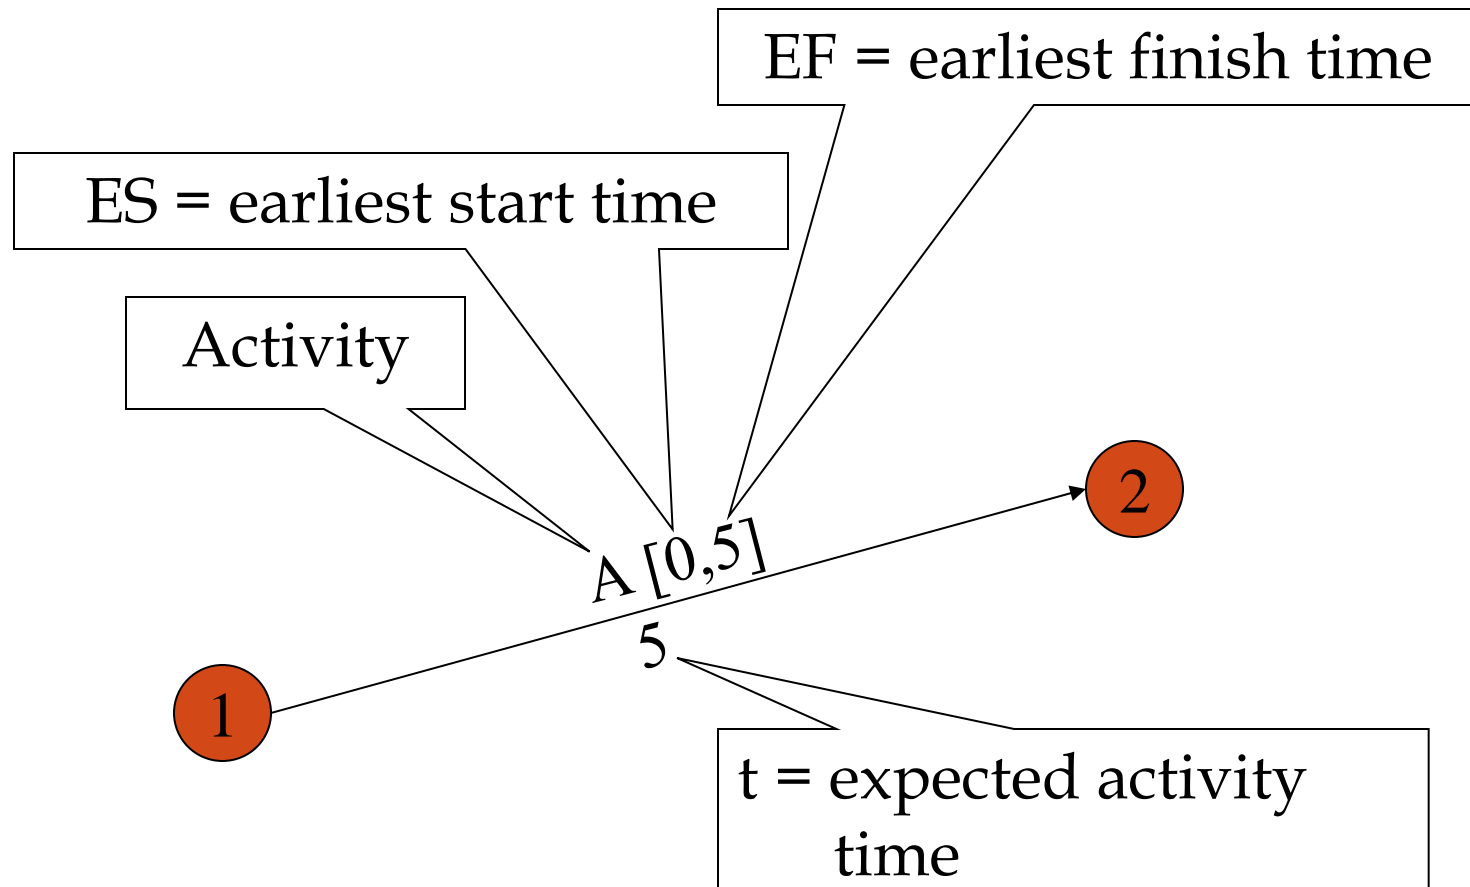 EF = earliest finish time
ES = earliest start time
Activity
2
A [0,5]
5
1
t = expected activity
time